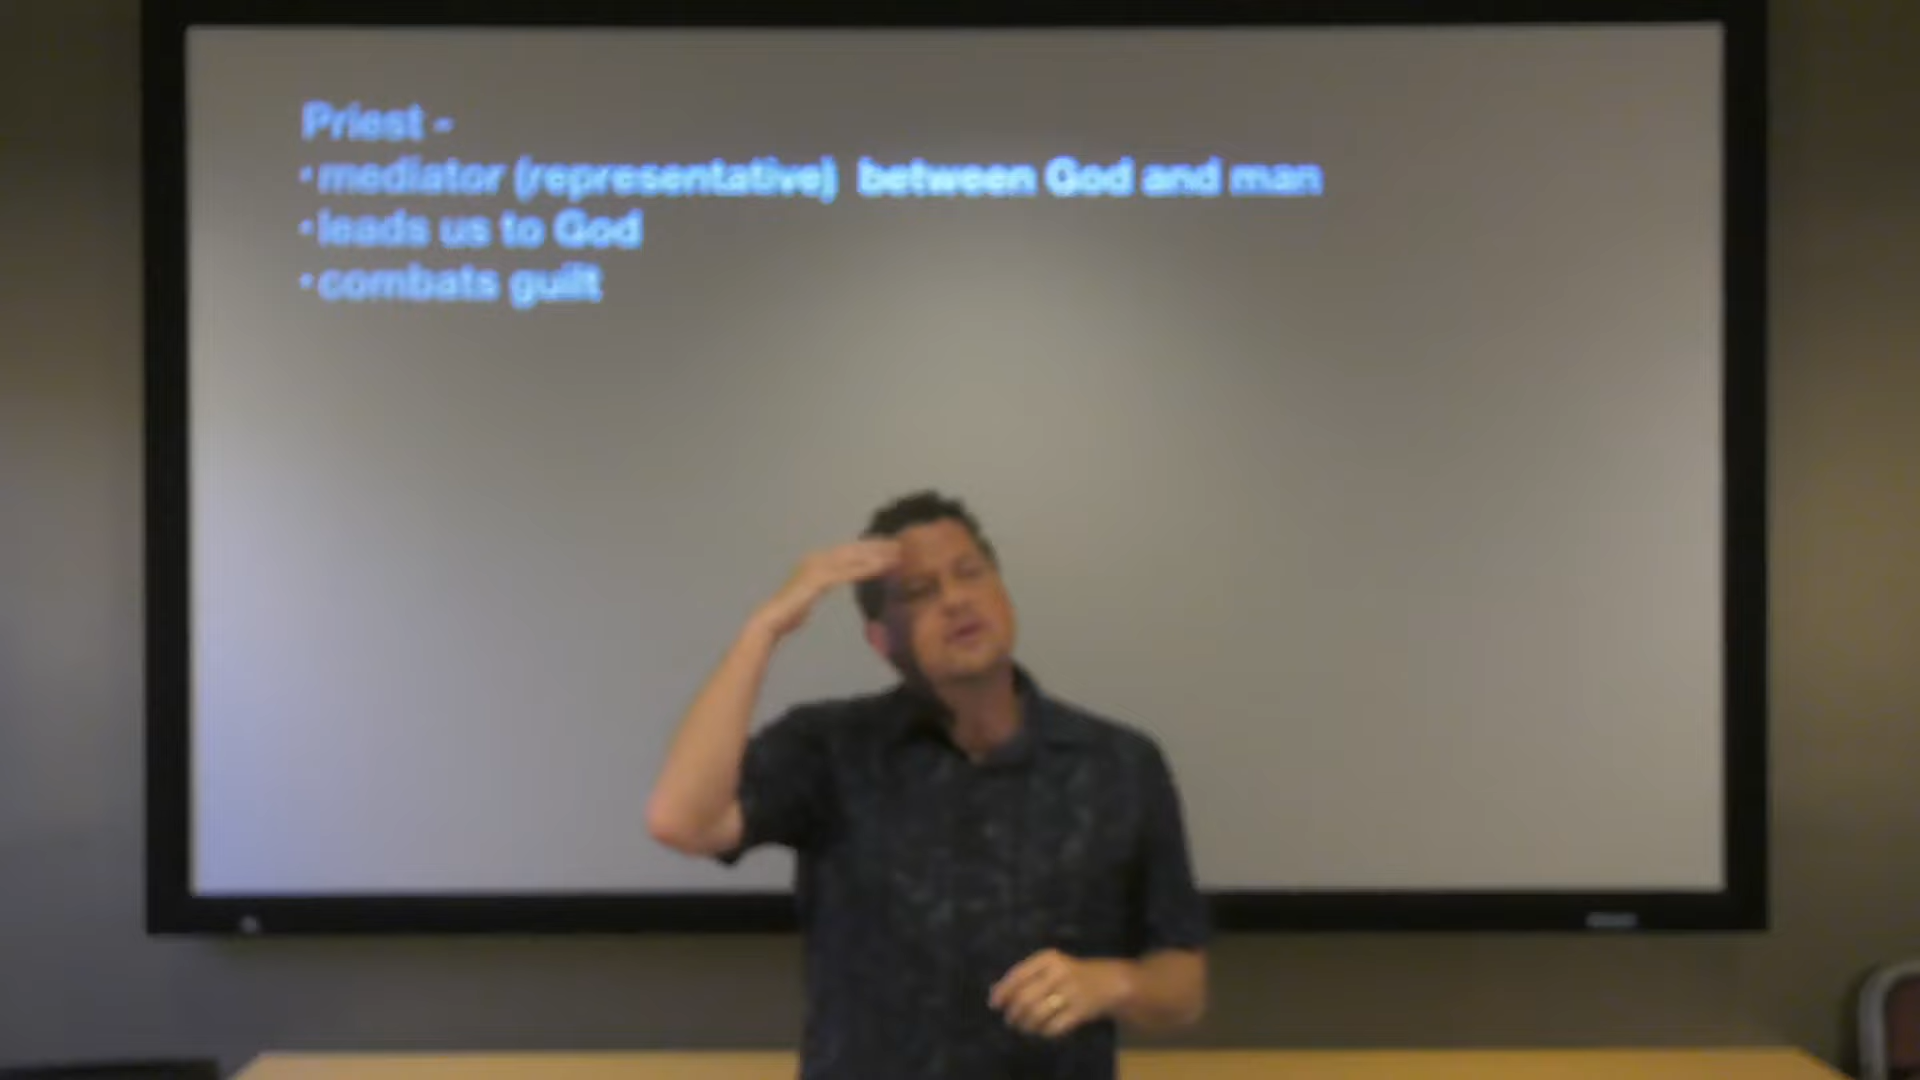 Priest -
• mediator (representative) between God and man
• leads us to God
• combats guilt